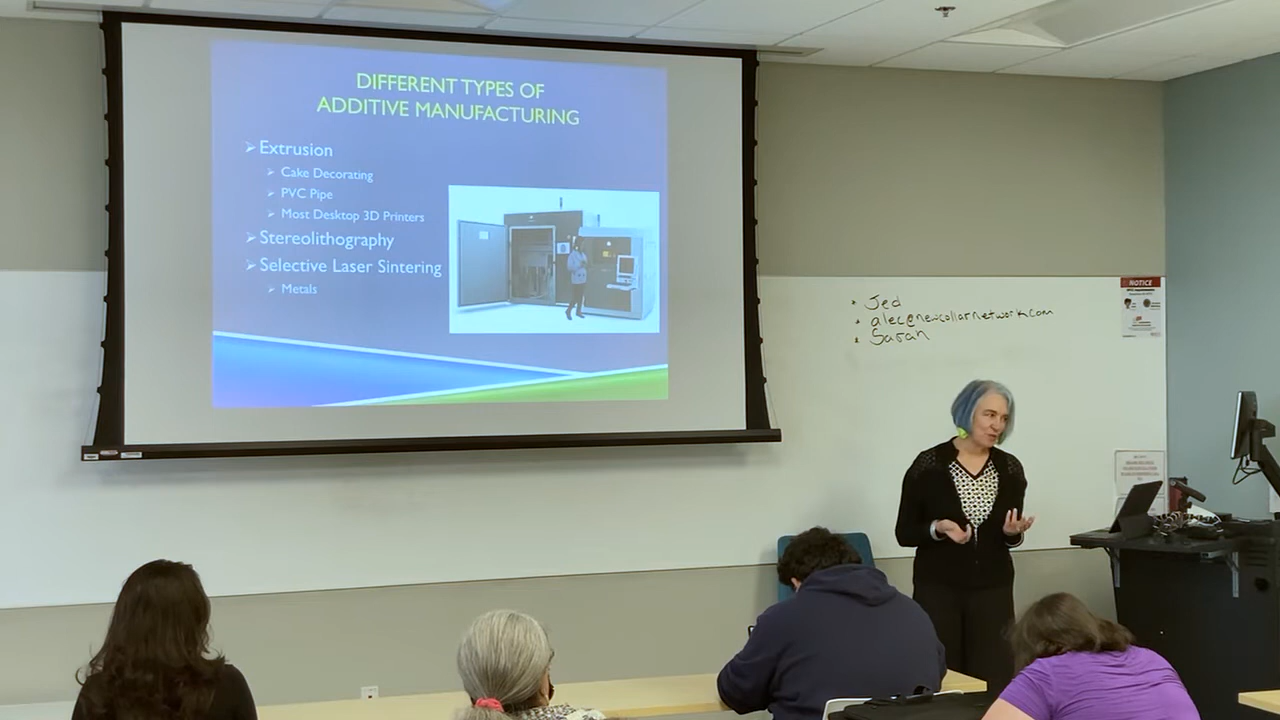 DIFFERENT TYPES OF
ADDITIVE MANUFACTURING
➢ Extrusion
➢ Cake Decorating
➢ PVC Pipe
➢ Most Desktop 3D Printers
➢ Stereolithography
➢ Selective Laser Sintering
➢ Metals
* Jed
* alec@newcollarnetwork.com
* Sarah
NOTICE